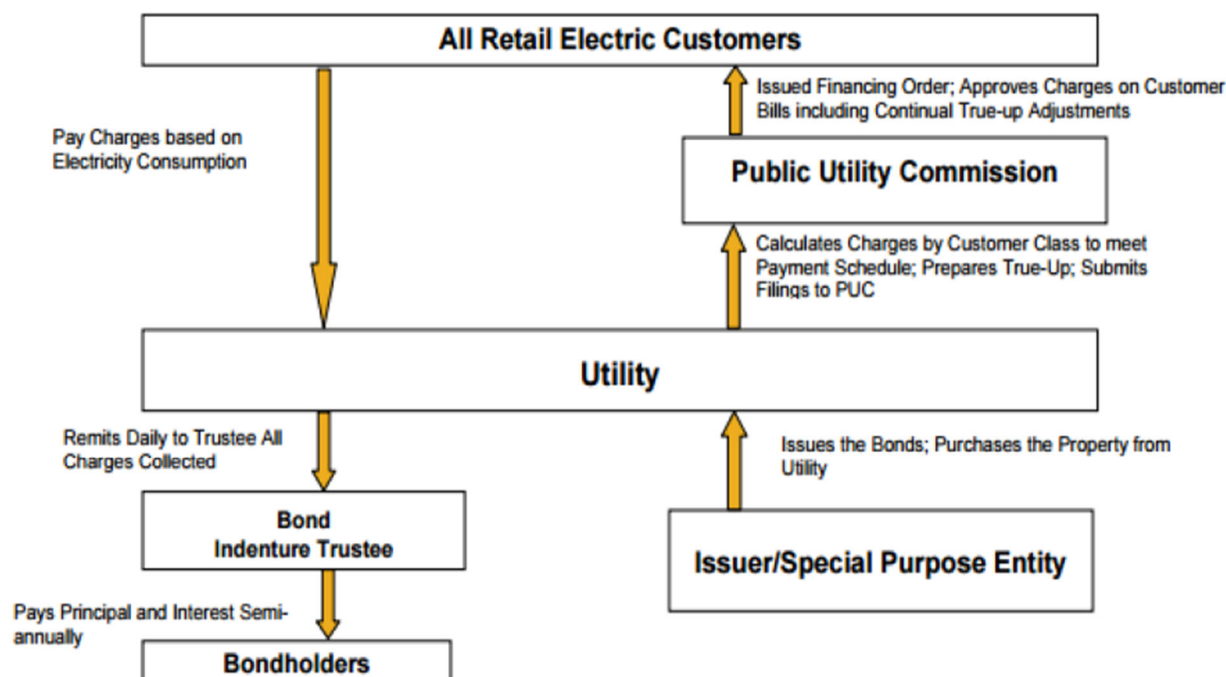 All Retail Electric Customers
Issued Financing Order; Approves Charges on Customer
Bills including Continual True-up Adjustments
Pay Charges based on
Electricity Consumption
Public Utility Commission
Calculates Charges by Customer Class to meet
Payment Schedule; Prepares True-Up; Submits
Filings to PUC
Utility
Remits Daily to Trustee All
Charges Collected
Issues the Bonds; Purchases the Property from
Utility
Bond
Indenture Trustee
Issuer/Special Purpose Entity
Pays Principal and Interest Semi-
annually
Bondholders